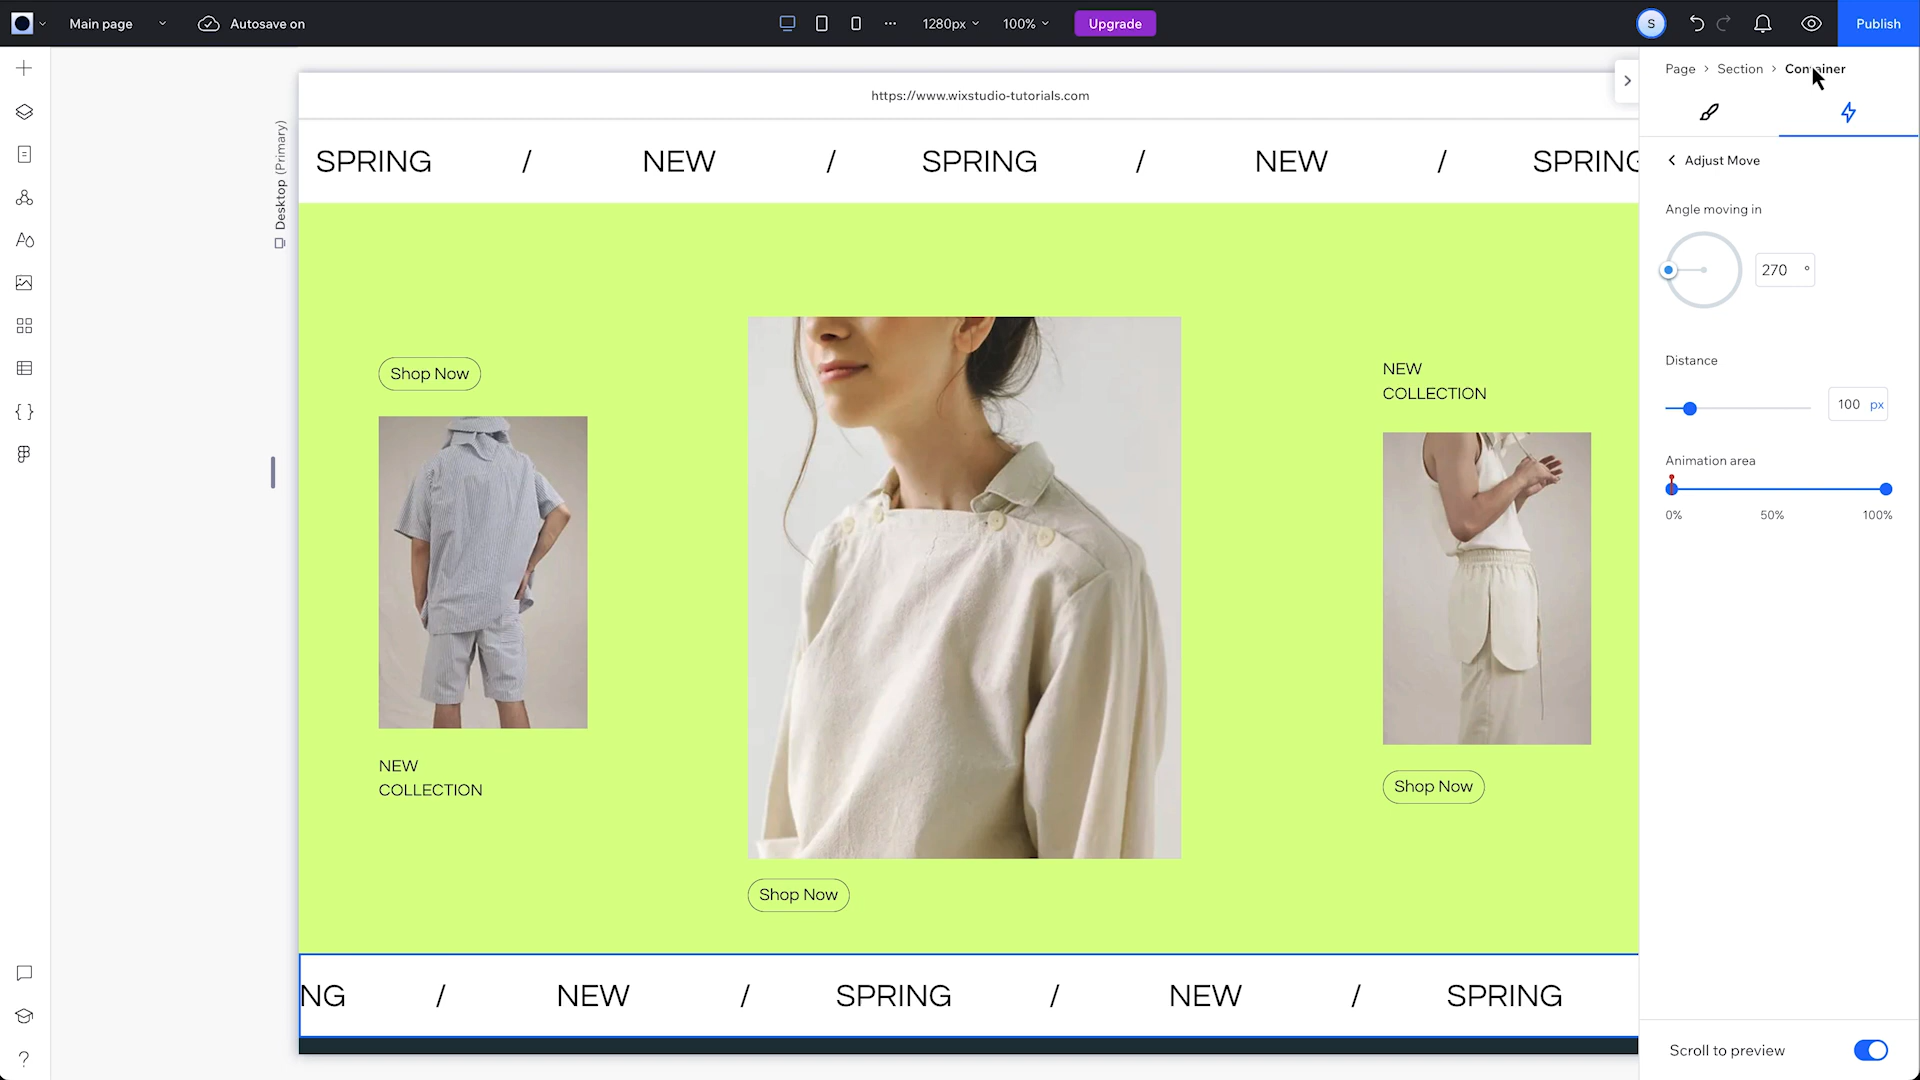 Main page
Autosave on
1280px
100%
Upgrade
S
Publish
Page > Section > Container
https://www.wixstudio-tutorials.com
Desktop (Primary)
SPRING / NEW / SPRING / NEW / SPRING
Adjust Move
Angle moving in
270 °
Distance
100 px
Animation area
0% 50% 100%
Shop Now
NEW
COLLECTION
Shop Now
NEW
COLLECTION
Shop Now
NG / NEW / SPRING / NEW / SPRING
Scroll to preview